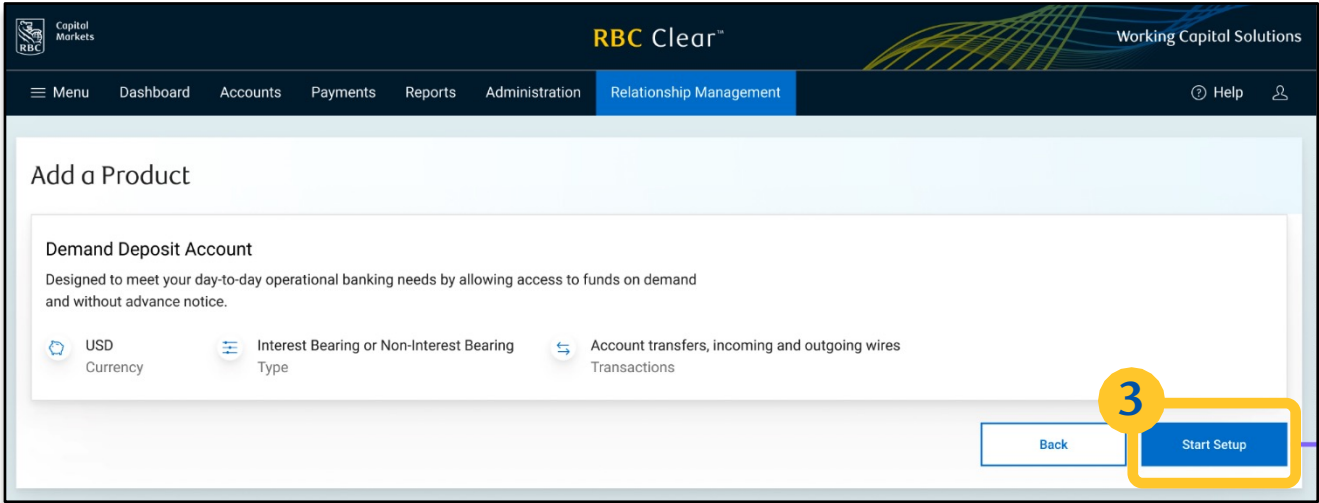 Capital
Markets
RBC
RBC Clear™
Working Capital Solutions
Menu Dashboard Accounts Payments Reports Administration Relationship Management Help
Add a Product
Demand Deposit Account
Designed to meet your day-to-day operational banking needs by allowing access to funds on demand
and without advance notice.
USD Interest Bearing or Non-Interest Bearing Account transfers, incoming and outgoing wires
Currency Type Transactions
3
Back Start Setup